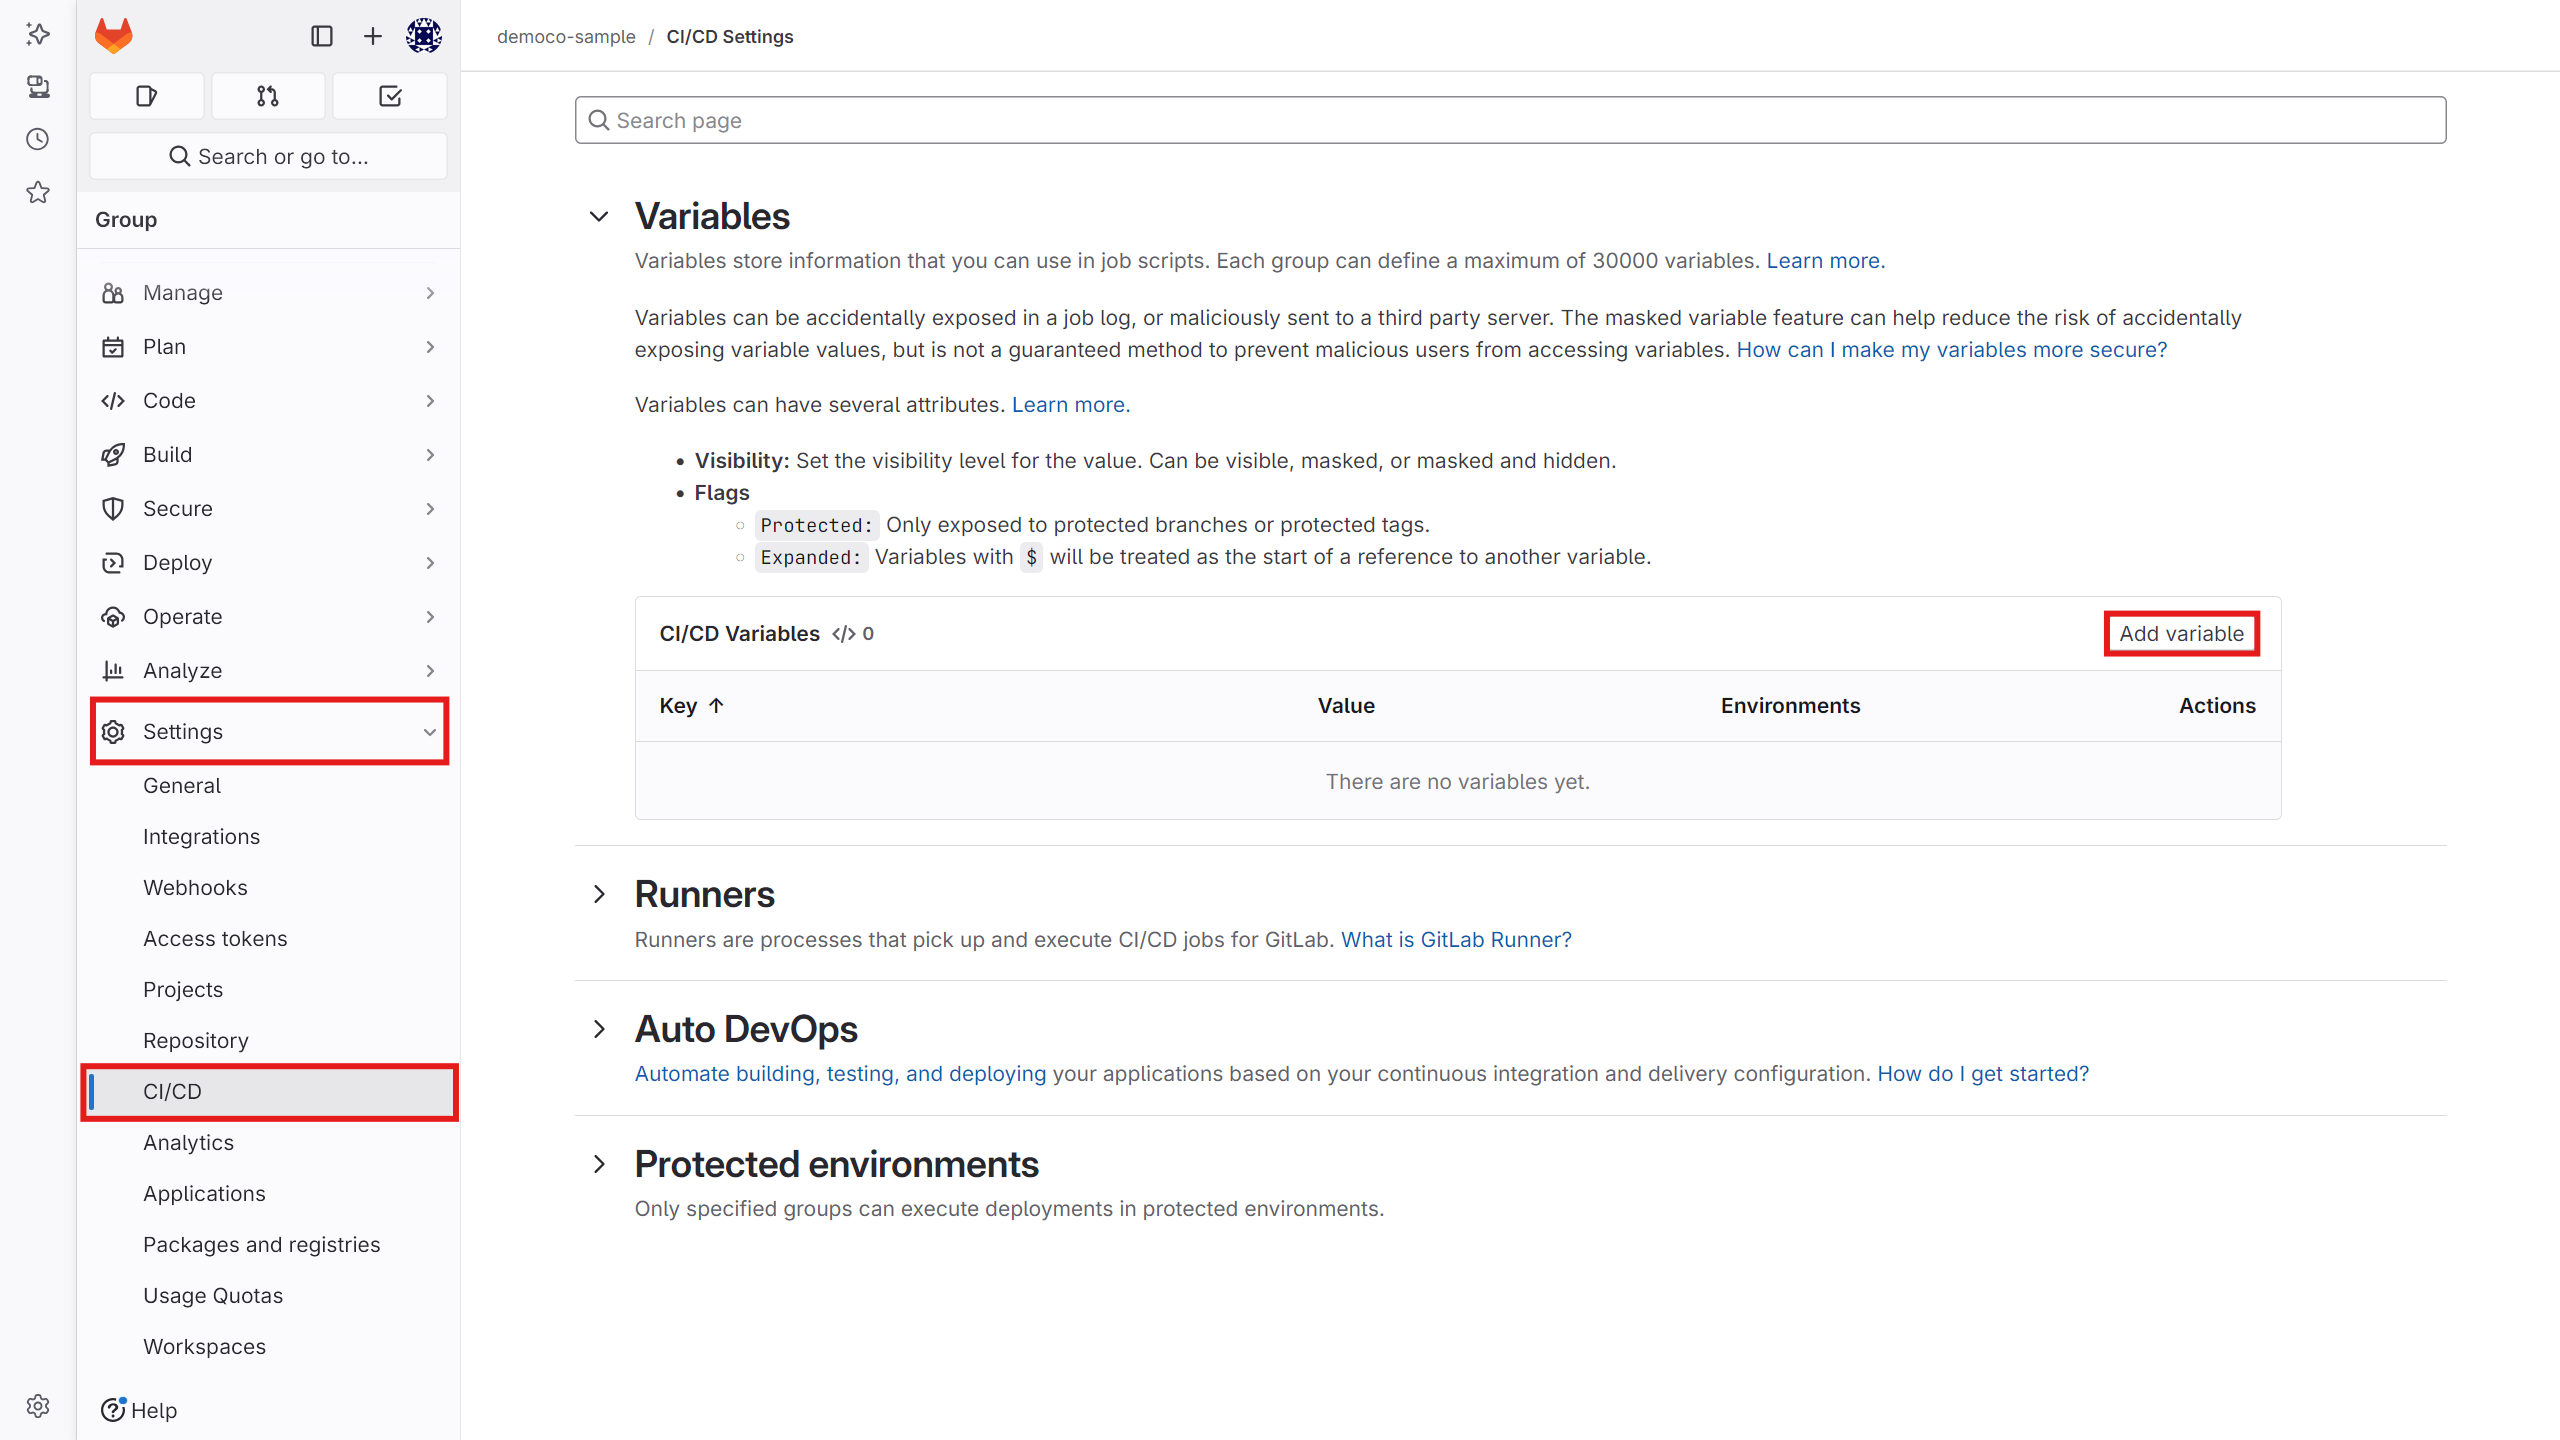 democo-sample / CI/CD Settings
Search or go to...
Group
Manage
Plan
Code
Build
Secure
Deploy
Operate
Analyze
Settings
General
Integrations
Webhooks
Access tokens
Projects
Repository
CI/CD
Analytics
Applications
Packages and registries
Usage Quotas
Workspaces
Help
Search page
Variables
Variables store information that you can use in job scripts. Each group can define a maximum of 30000 variables. Learn more.
Variables can be accidentally exposed in a job log, or maliciously sent to a third party server. The masked variable feature can help reduce the risk of accidentally
exposing variable values, but is not a guaranteed method to prevent malicious users from accessing variables. How can I make my variables more secure?
Variables can have several attributes. Learn more.
• Visibility: Set the visibility level for the value. Can be visible, masked, or masked and hidden.
• Flags
◦ Protected: Only exposed to protected branches or protected tags.
◦ Expanded: Variables with $ will be treated as the start of a reference to another variable.
CI/CD Variables </> 0 Add variable
Key ↑ Value Environments Actions
There are no variables yet.
Runners
Runners are processes that pick up and execute CI/CD jobs for GitLab. What is GitLab Runner?
Auto DevOps
Automate building, testing, and deploying your applications based on your continuous integration and delivery configuration. How do I get started?
Protected environments
Only specified groups can execute deployments in protected environments.